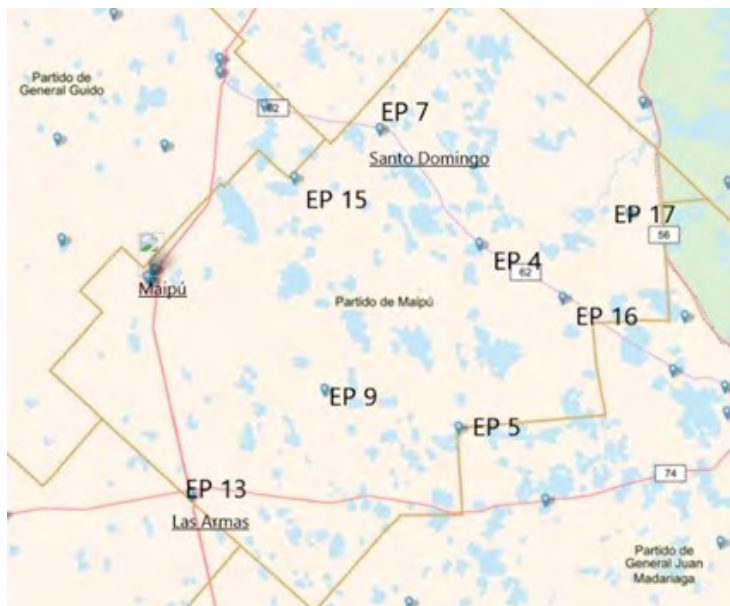 Partido de
General Guido
62
EP 7
Santo Domingo
EP 15
EP 17
56
EP 4
62
Maipú
Partido de Maipú
EP 16
EP 9
EP 5
74
EP 13
Las Armas
Partido de
General Juan
Madariaga